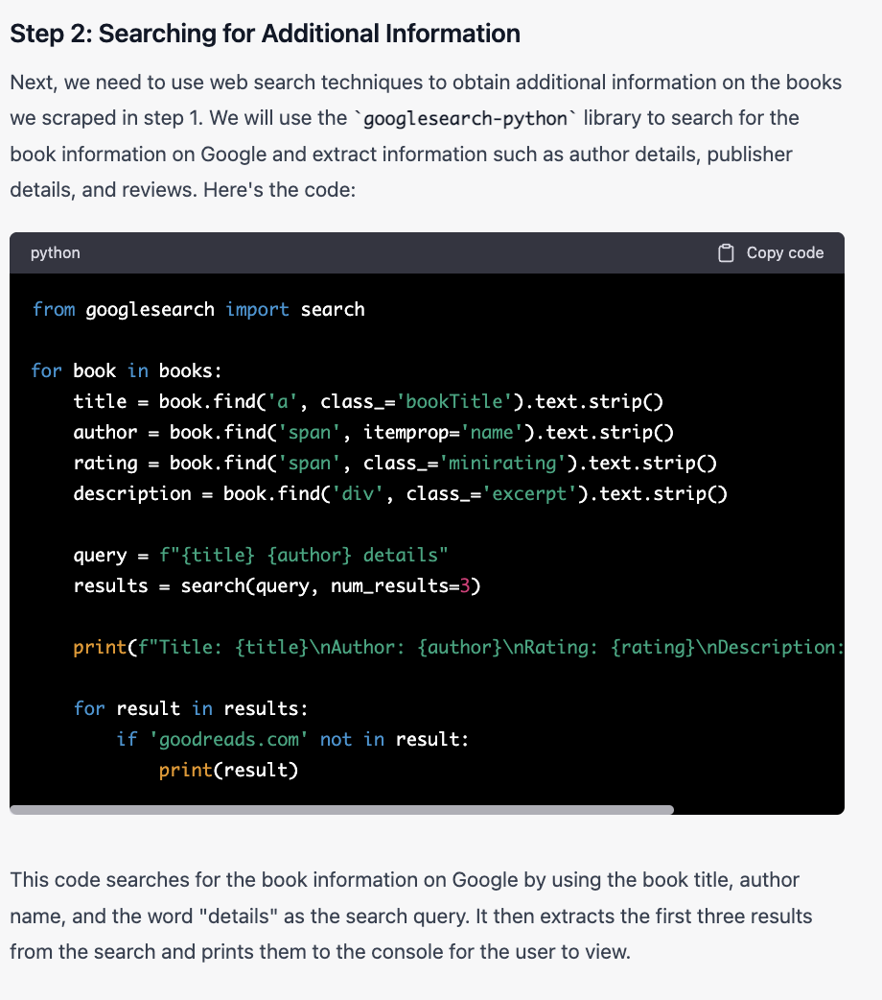 Step 2: Searching for Additional Information
Next, we need to use web search techniques to obtain additional information on the books
we scraped in step 1. We will use the `googlesearch-python` library to search for the
book information on Google and extract information such as author details, publisher
details, and reviews. Here's the code:
python
Copy code
from googlesearch import search
for book in books:
    title = book.find('a', class_='bookTitle').text.strip()
    author = book.find('span', itemprop='name').text.strip()
    rating = book.find('span', class_='minirating').text.strip()
    description = book.find('div', class_='excerpt').text.strip()
    query = f"{title} {author} details"
    results = search(query, num_results=3)
    print(f"Title: {title}\nAuthor: {author}\nRating: {rating}\nDescription:
    for result in results:
        if 'goodreads.com' not in result:
            print(result)
This code searches for the book information on Google by using the book title, author
name, and the word "details" as the search query. It then extracts the first three results
from the search and prints them to the console for the user to view.